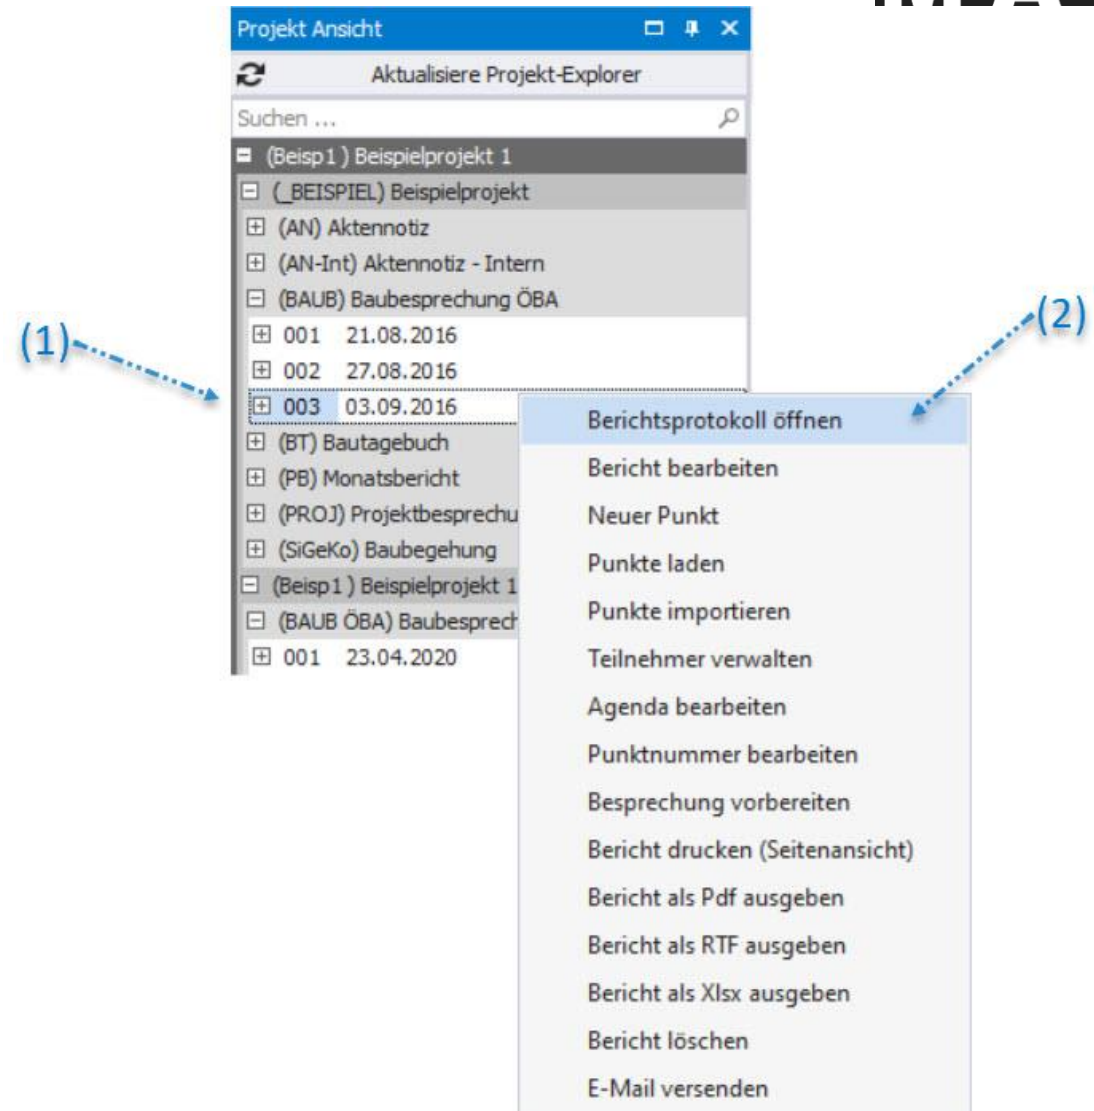 Projekt Ansicht
Aktualisiere Projekt-Explorer
Suchen ...
(Beisp1 ) Beispielprojekt 1
(_BEISPIEL) Beispielprojekt
(AN) Aktennotiz
(AN-Int) Aktennotiz - Intern
(BAUB) Baubesprechung ÖBA
(1)
001 21.08.2016
(2)
002 27.08.2016
003 03.09.2016
(BT) Bautagebuch
(PB) Monatsbericht
(PROJ) Projektbesprechu
(SiGeKo) Baubegehung
(Beisp1 ) Beispielprojekt 1
(BAUB ÖBA) Baubesprech
001 23.04.2020
Berichtsprotokoll öffnen
Bericht bearbeiten
Neuer Punkt
Punkte laden
Punkte importieren
Teilnehmer verwalten
Agenda bearbeiten
Punktnummer bearbeiten
Besprechung vorbereiten
Bericht drucken (Seitenansicht)
Bericht als Pdf ausgeben
Bericht als RTF ausgeben
Bericht als Xlsx ausgeben
Bericht löschen
E-Mail versenden